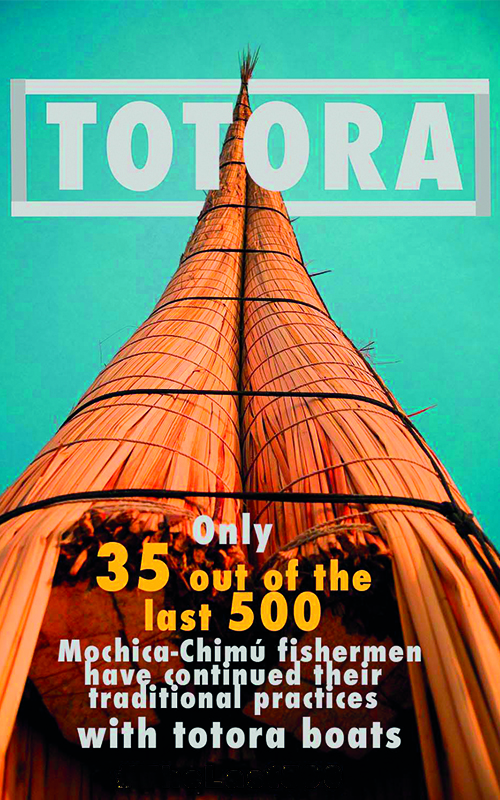 TOTORA
Only
35 out of the
last 500
Mochica-Chimú fishermen
have continued their
traditional practices
with totora boats